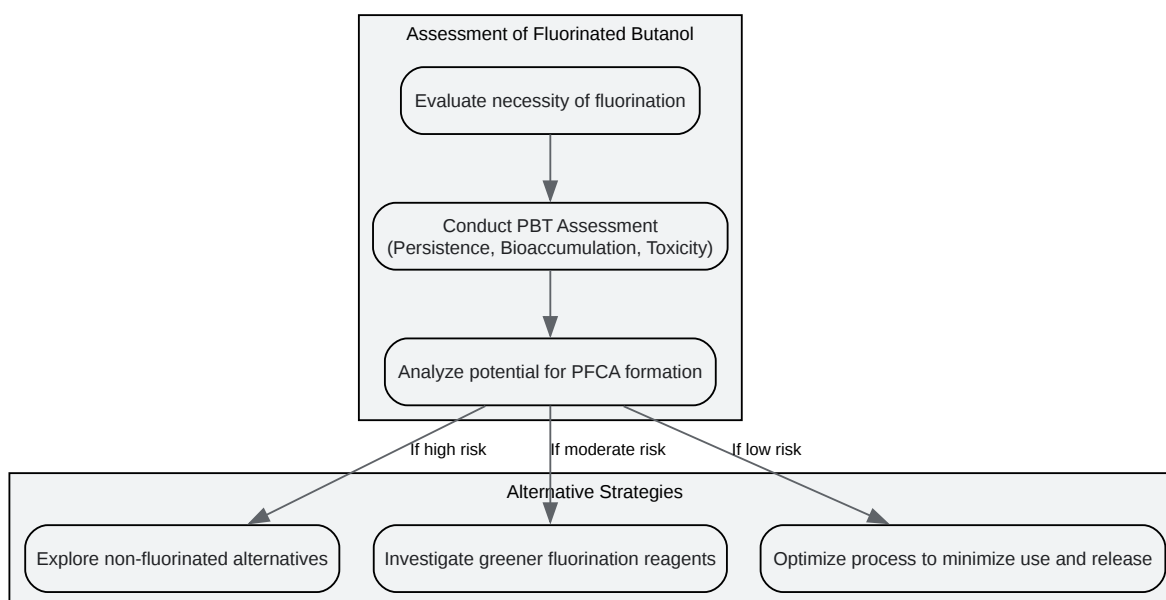 Assessment of Fluorinated Butanol
Evaluate necessity of fluorination
Conduct PBT Assessment
(Persistence, Bioaccumulation, Toxicity)
Analyze potential for PFCA formation
If high risk
If moderate risk
If low risk
Alternative Strategies
Explore non-fluorinated alternatives
Investigate greener fluorination reagents
Optimize process to minimize use and release